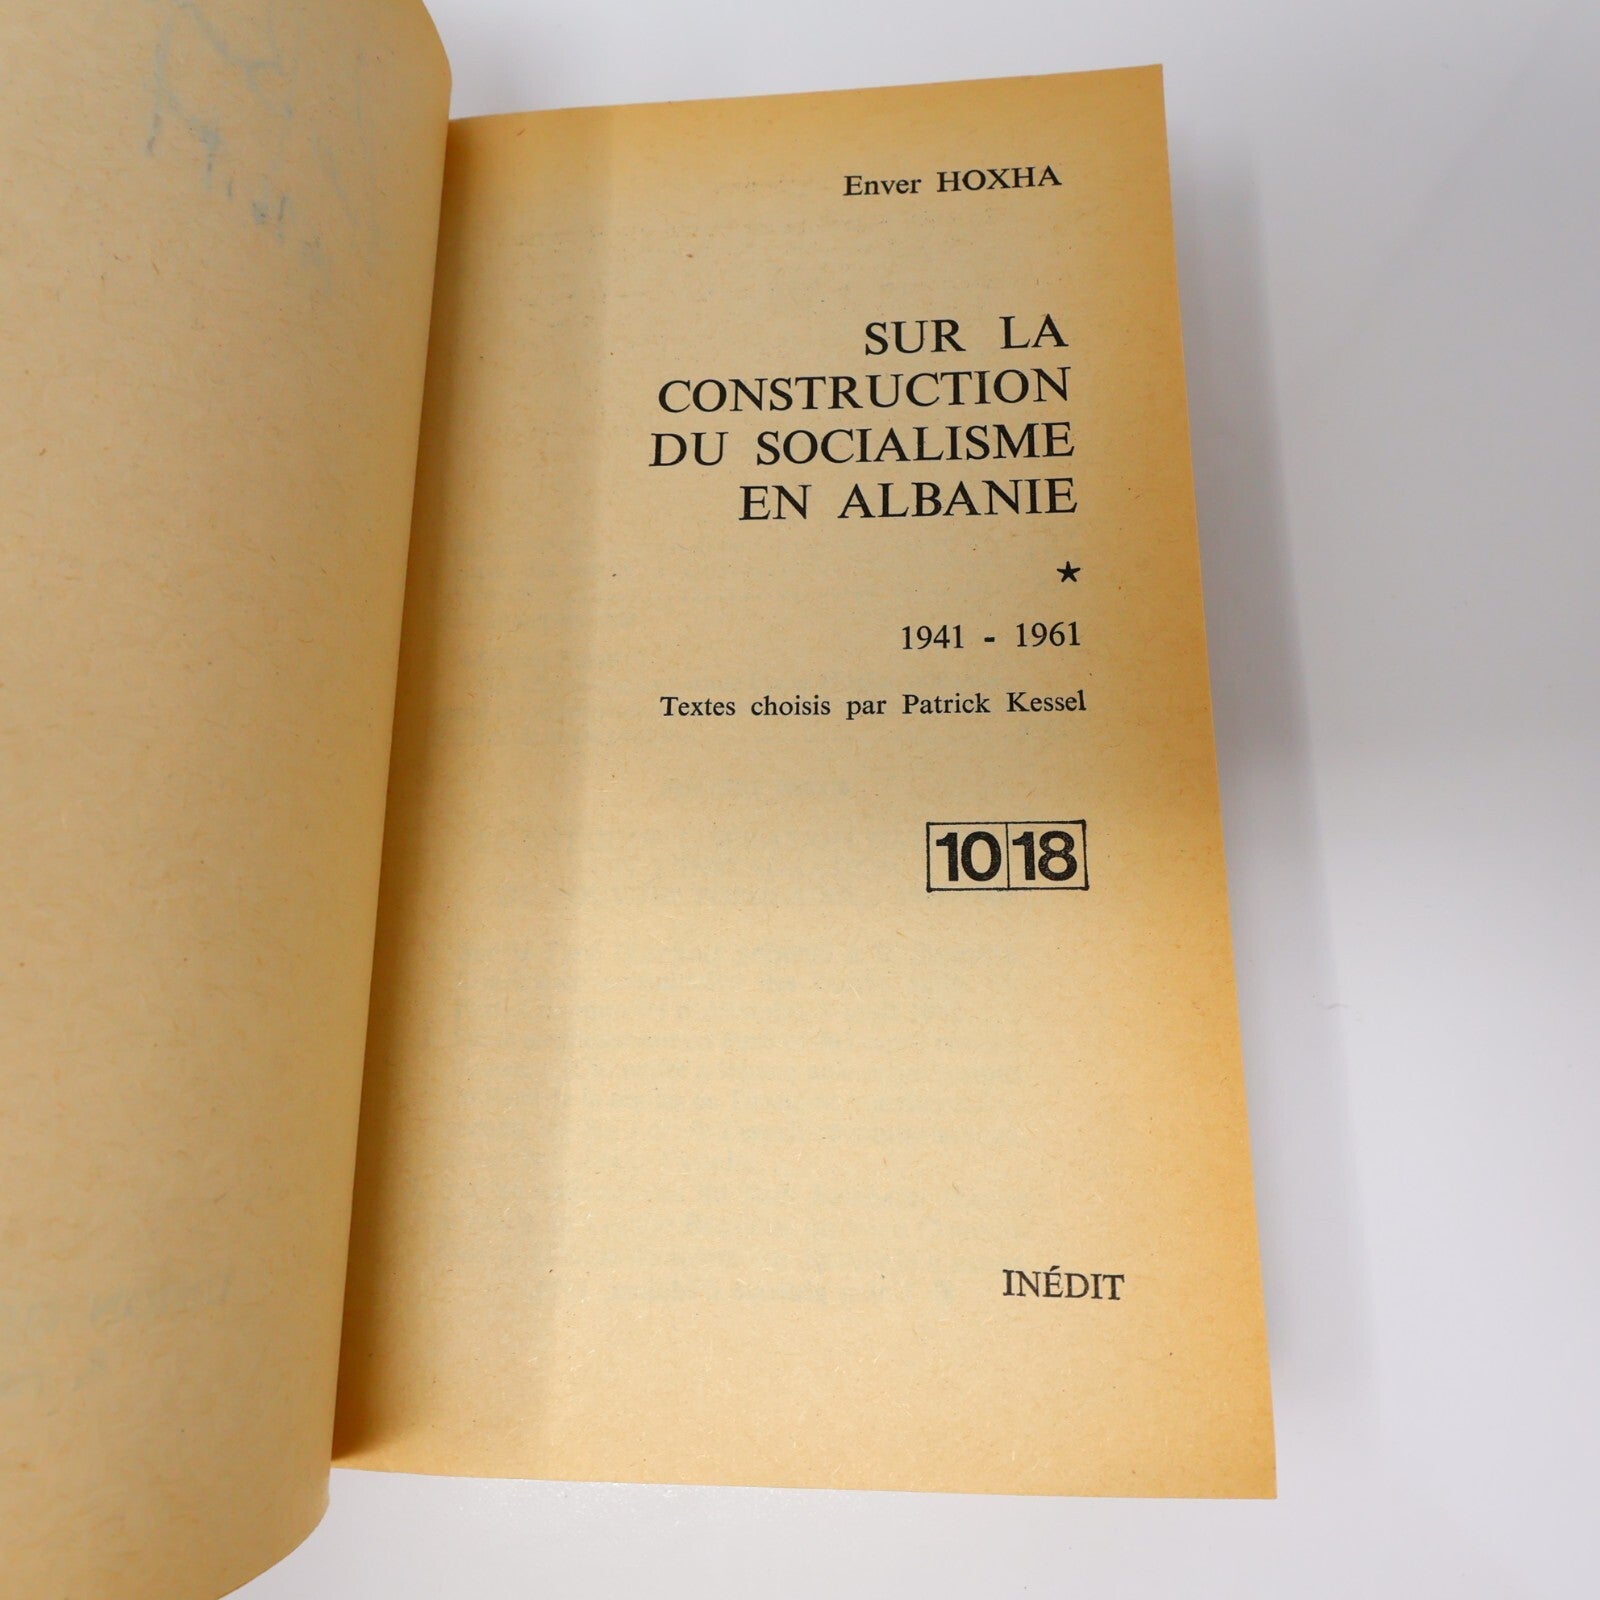 Enver HOXHA
SUR LA
CONSTRUCTION
DU SOCIALISME
EN ALBANIE
★
1941 - 1961
Textes choisis par Patrick Kessel
10 18
INÉDIT